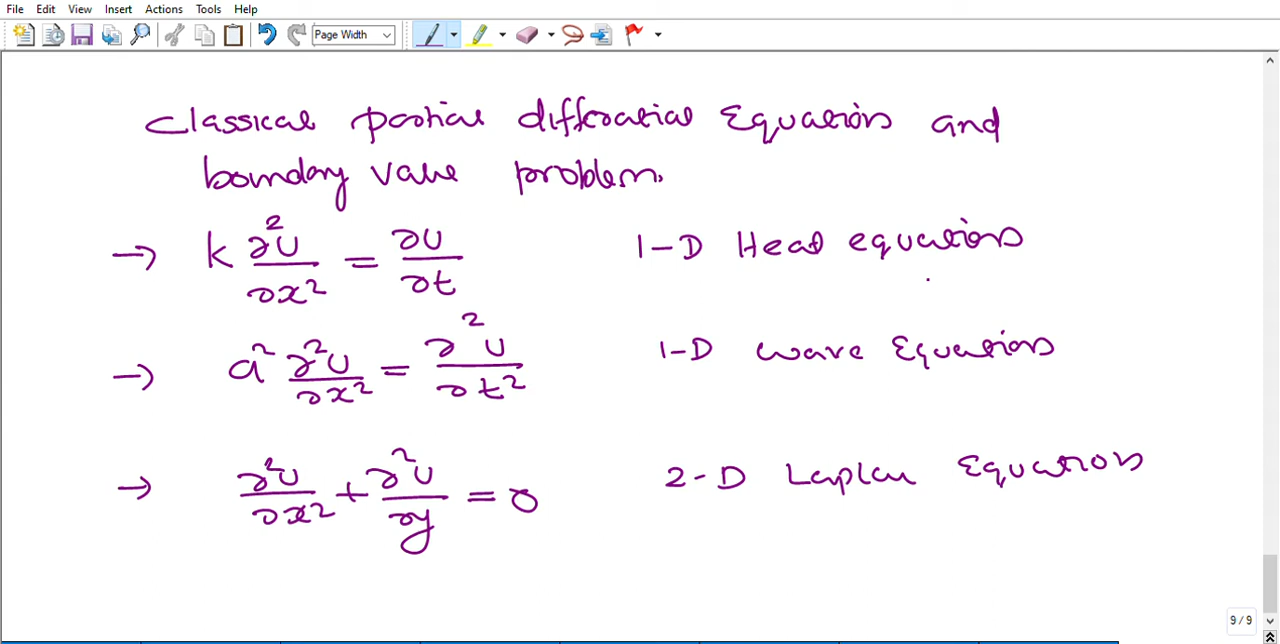 File Edit View Insert Actions Tools Help
Page Width
Classical partial differential Equations and
boundary value problem.
→ k ∂²U/∂x² = ∂U/∂t 1-D Heat equations
→ a² ∂²U/∂x² = ∂²U/∂t² 1-D wave Equations
→ ∂²U/∂x² + ∂²U/∂y = 0 2-D Laplace Equations
9 / 9